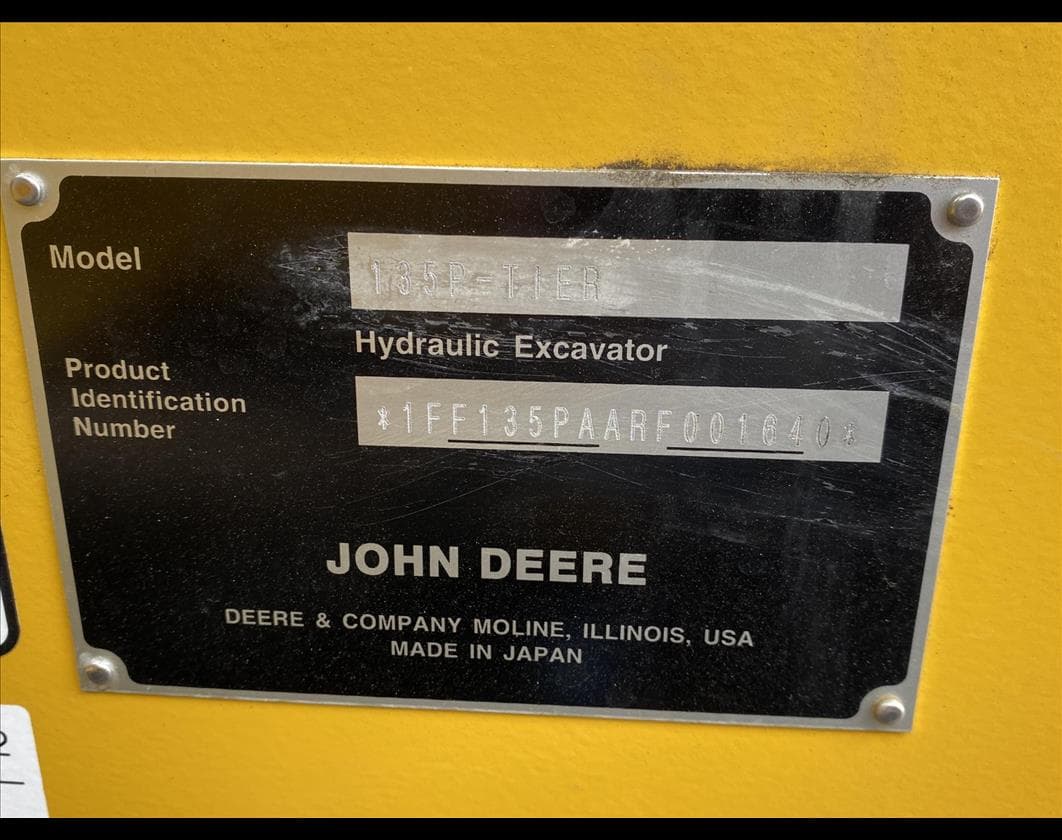 Model
135P-TIER
Hydraulic Excavator
Product
Identification
Number
*1FF135PAARF001640*
JOHN DEERE
DEERE & COMPANY MOLINE, ILLINOIS, USA
MADE IN JAPAN